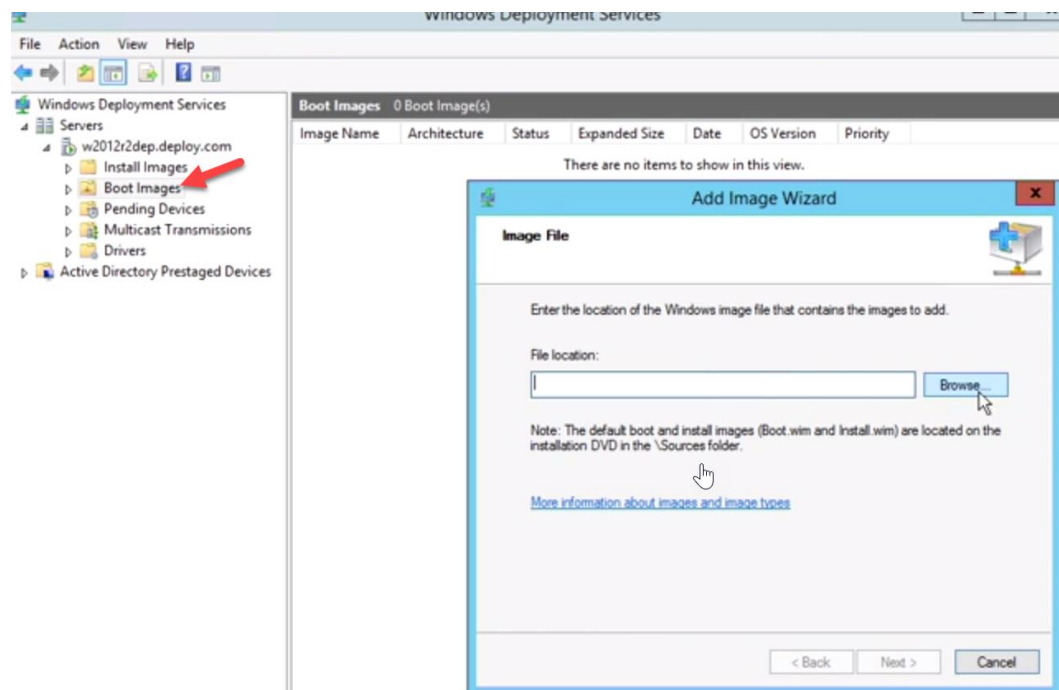 Windows Deployment Services
File Action View Help
Windows Deployment Services
Servers
w2012r2dep.deploy.com
Install Images
Boot Images
Pending Devices
Multicast Transmissions
Drivers
Active Directory Prestaged Devices
Boot Images 0 Boot Image(s)
Image Name Architecture Status Expanded Size Date OS Version Priority
There are no items to show in this view.
Add Image Wizard
x
Image File
Enter the location of the Windows image file that contains the images to add.
File location:
Browse...
Note: The default boot and install images (Boot.wim and Install.wim) are located on the
installation DVD in the \Sources folder.
More information about images and image types
< Back Next > Cancel